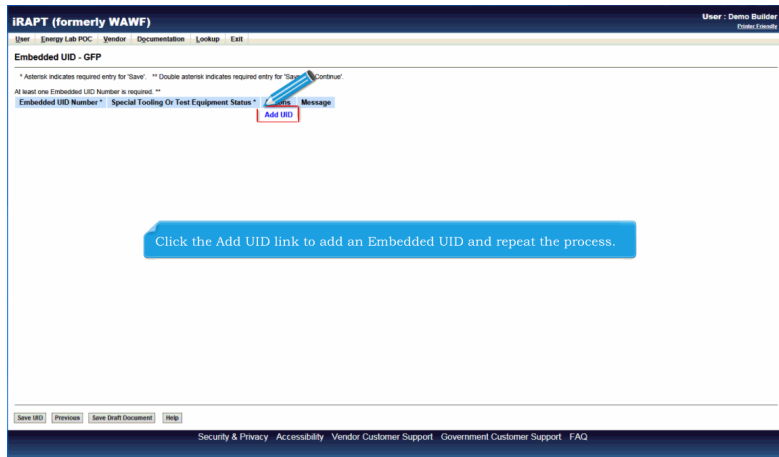 iRAPT (formerly WAWF)
User : Demo Builder
Printer Friendly
User Energy Lab POC Vendor Documentation Lookup Exit
Embedded UID - GFP
* Asterisk indicates required entry for 'Save'. ** Double asterisk indicates required entry for 'Save Continue'.
At least one Embedded UID Number is required. **
Embedded UID Number * Special Tooling Or Test Equipment Status * Message
Add UID
Click the Add UID link to add an Embedded UID and repeat the process.
Save UID Previous Save Draft Document Help
Security & Privacy Accessibility Vendor Customer Support Government Customer Support FAQ